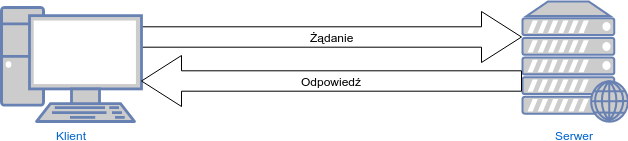 Żądanie
Odpowiedź
Klient
Serwer